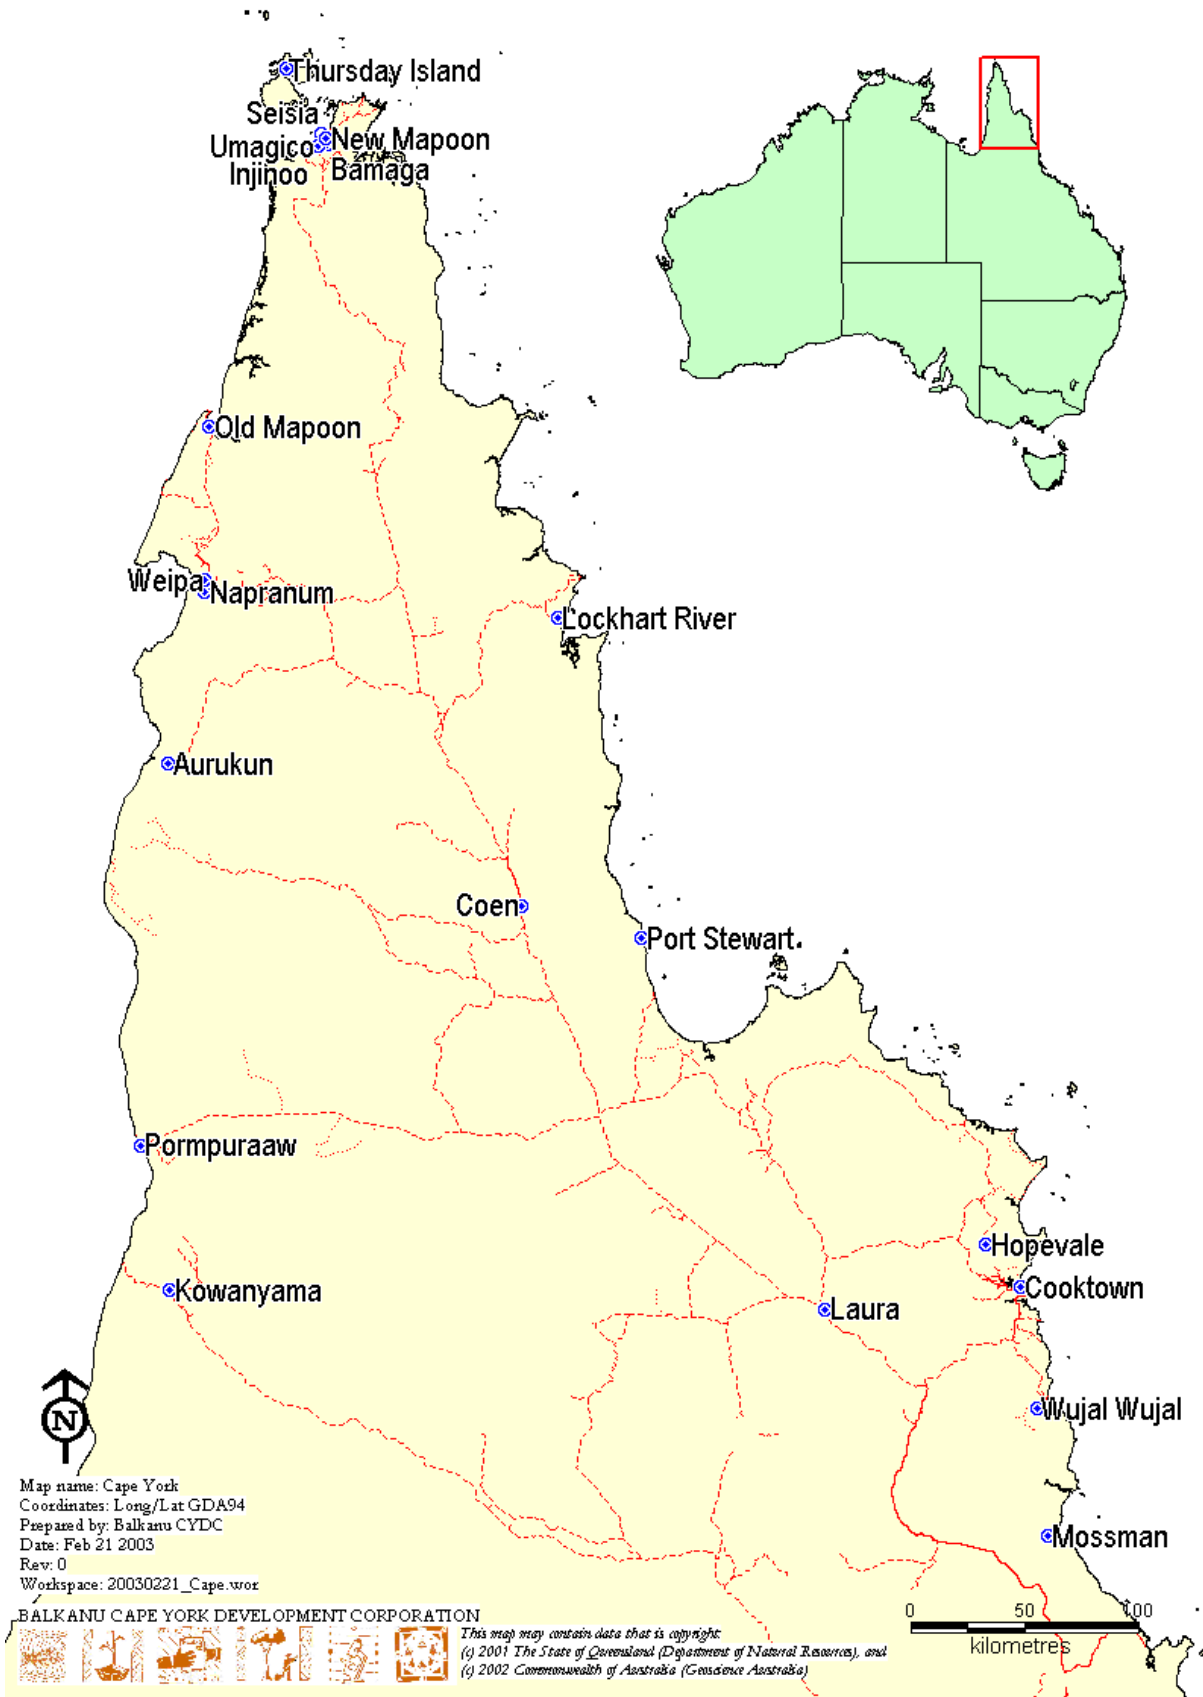 Thursday Island
Seisia
New Mapoon
Umagico
Injinoo
Bamaga
Old Mapoon
Weipa
Napranum
Lockhart River
Aurukun
Coen
Port Stewart
Pormpuraaw
Hopevale
Kowanyama
Cooktown
Laura
Wujal Wujal
N
Mossman
Map name: Cape York
Coordinates: Long/Lat GDA94
Prepared by: Balkanu CYDC
Date: Feb 21 2003
Rev: 0
Workspace: 20030221_Cape.wor
BALKANU CAPE YORK DEVELOPMENT CORPORATION
This map may contain data that is copyright:
(c) 2001 The State of Queensland (Department of Natural Resources), and
(c) 2002 Commonwealth of Australia (Geoscience Australia)
0 50 100
kilometres